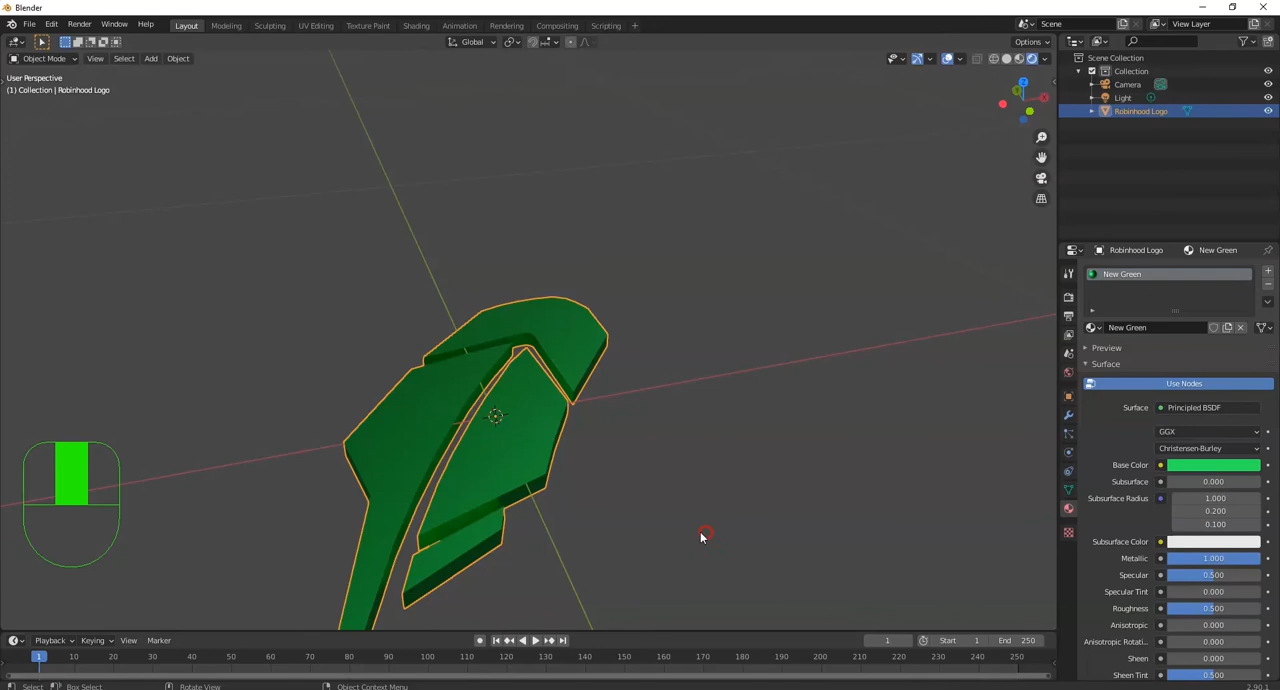 Blender
File Edit Render Window Help Layout Modeling Sculpting UV Editing Texture Paint Shading Animation Rendering Compositing Scripting + Scene View Layer
Global Options
Object Mode View Select Add Object
User Perspective
(1) Collection | Robinhood Logo
Z
X
Scene Collection
Collection
Camera
Light
Robinhood Logo
Robinhood Logo New Green
New Green
New Green
Preview
Surface
Use Nodes
Surface Principled BSDF
GGX
Christensen-Burley
Base Color
Subsurface 0.000
Subsurface Radius 1.000
0.200
0.100
Subsurface Color
Metallic 1.000
Specular 0.500
Specular Tint 0.000
Roughness 0.500
Anisotropic 0.000
Anisotropic Rotati... 0.000
Sheen 0.000
Sheen Tint 0.500
Playback Keying View Marker 1 Start 1 End 250
1 10 20 30 40 50 60 70 80 90 100 110 120 130 140 150 160 170 180 190 200 210 220 230 240 250
Select Box Select Rotate View Object Context Menu 2.90.1